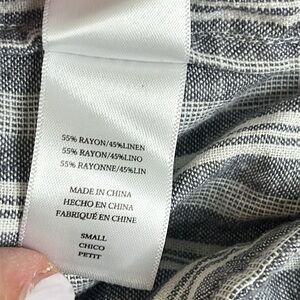 55% RAYON/45%LINEN
55% RAYON/45%LINO
55% RAYONNE/45%LIN
MADE IN CHINA
HECHO EN CHINA
FABRIQUÉ EN CHINE
SMALL
CHICO
PETIT